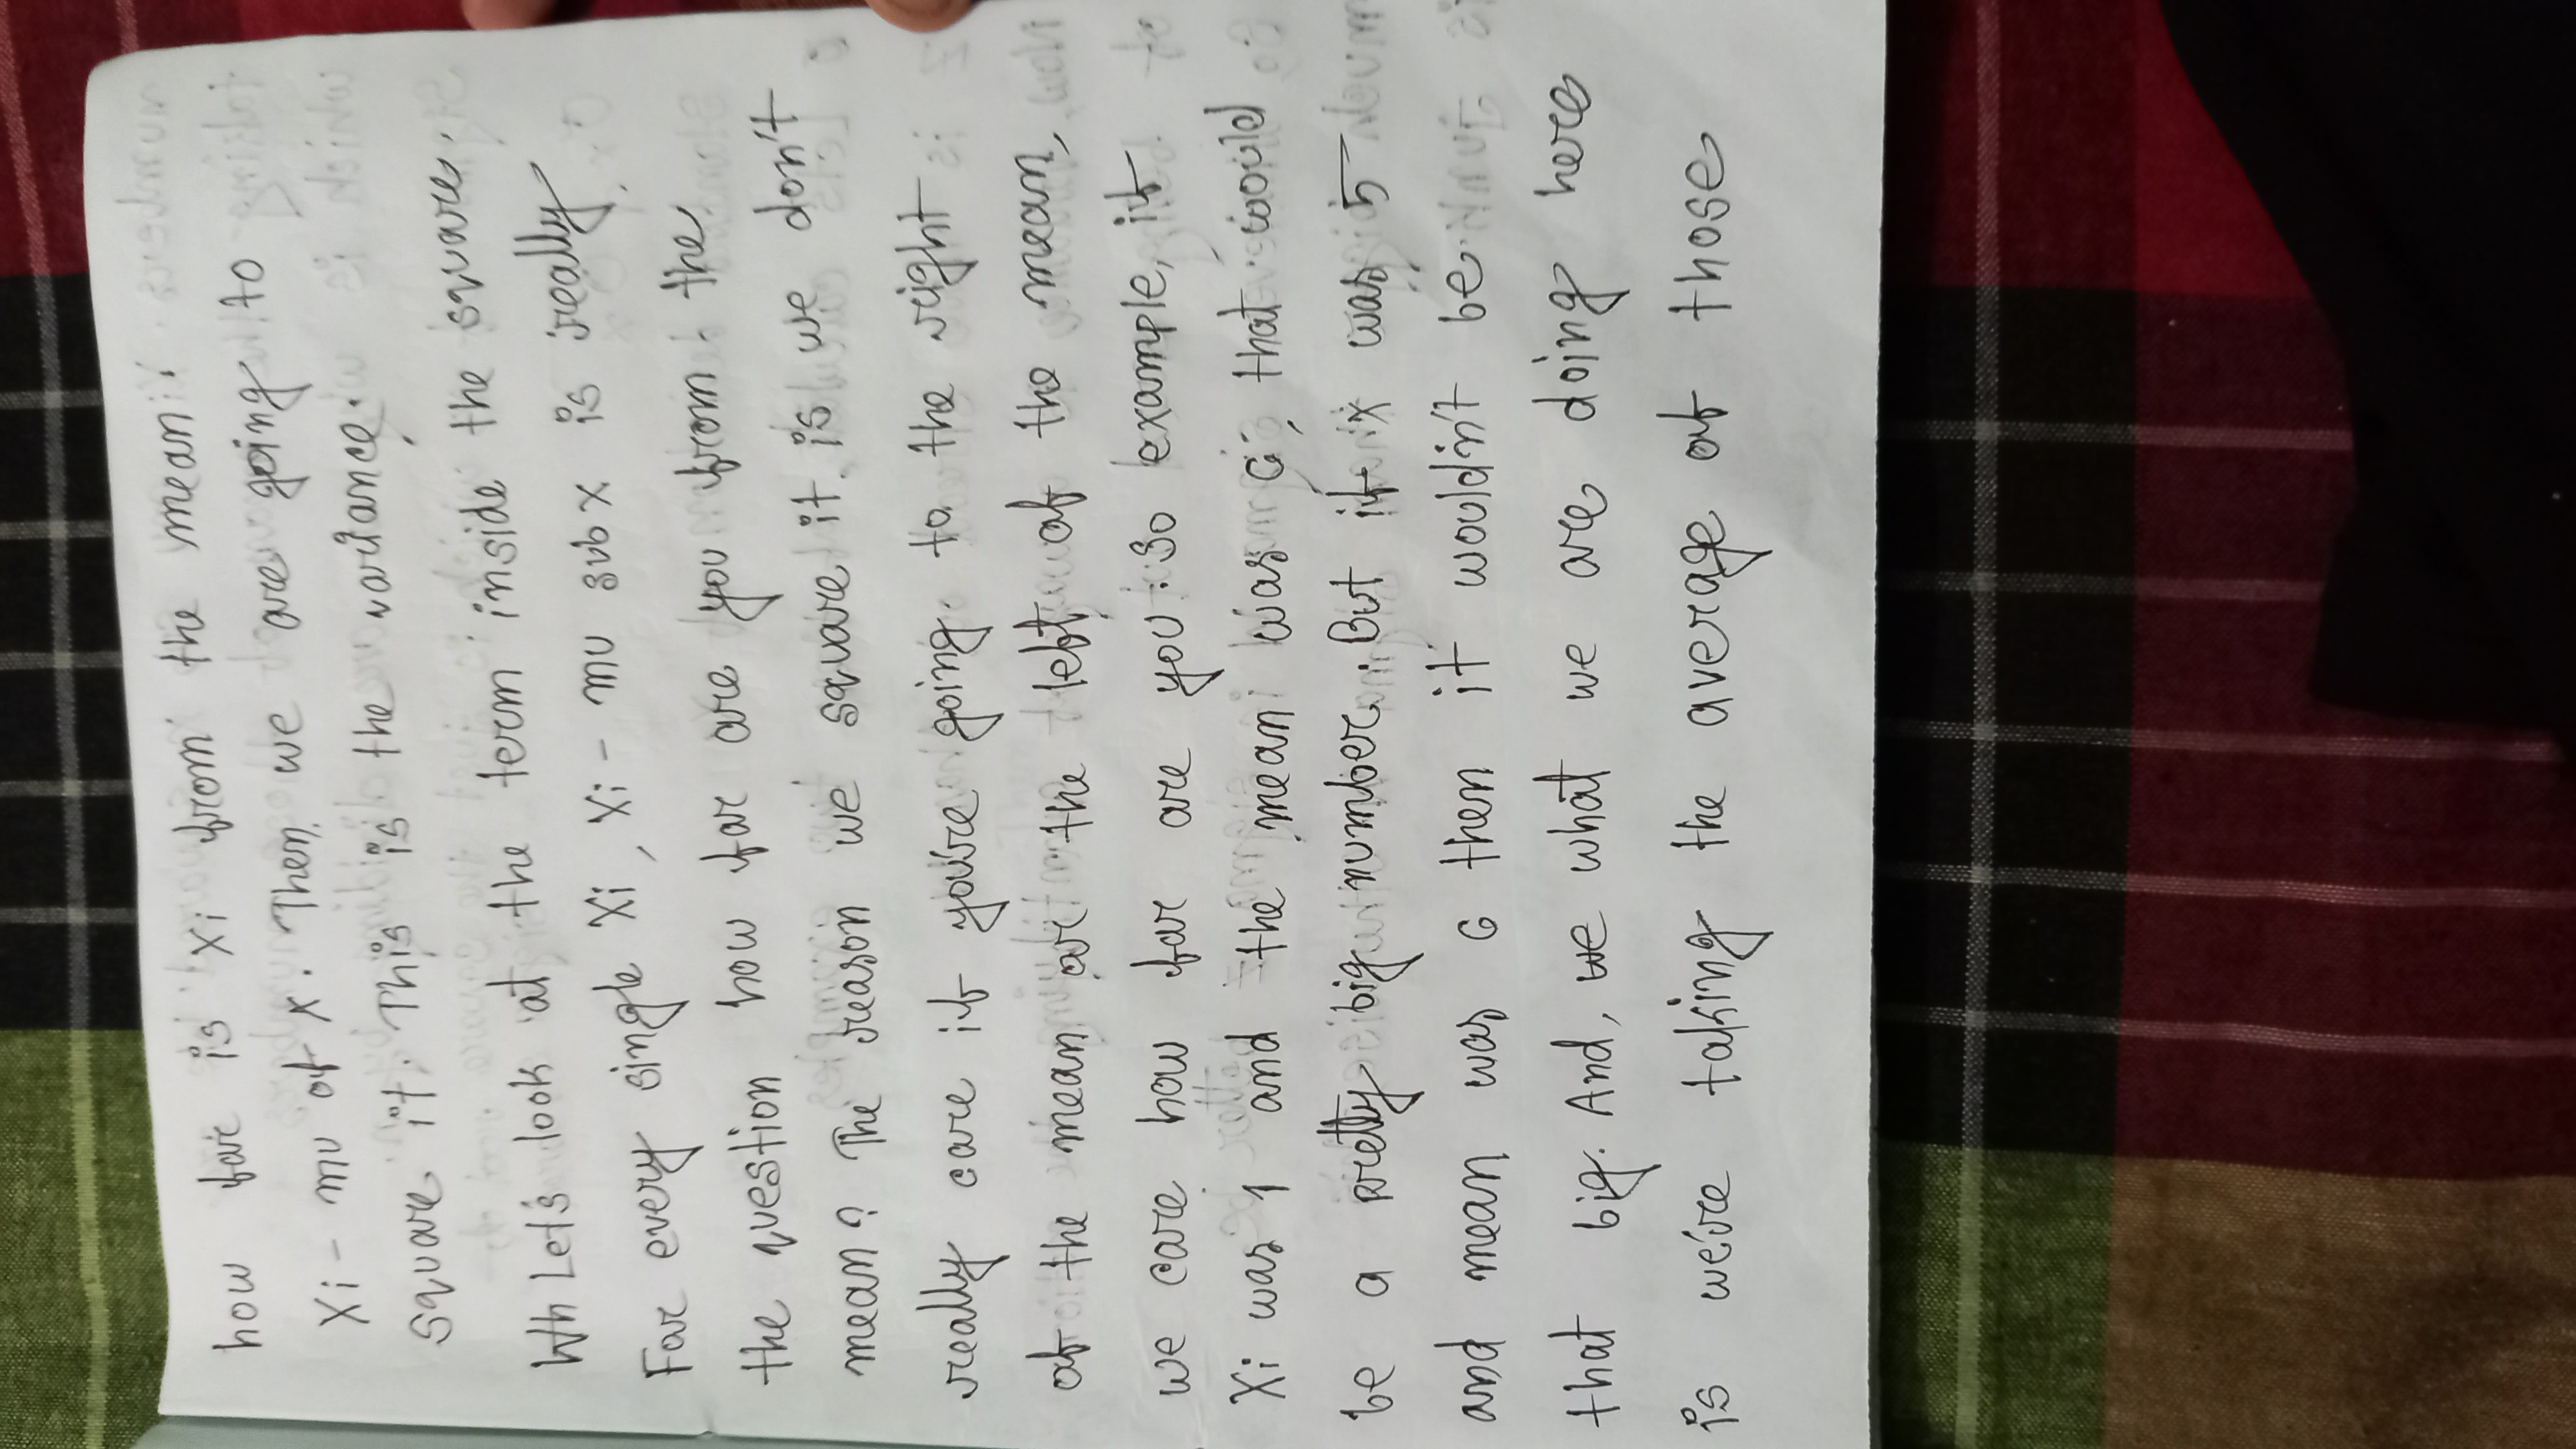 how far is Xi from the mean.
Xi - mu of X. Then we are going to
square it. This is the variance.
Wh Let's look at the term inside the square.
For every single Xi, Xi - mu sub X is really
the question how far are you from the
mean? The reason we square it is we don't
really care if you're going to the right
of the mean or the left of the mean,
we care how far are you. So example, if
Xi was 1 and the mean was 6, that would
be a pretty big number. But if X was 5
and mean was 6 then it wouldn't be
that big. And, we what we are doing here
is we're taking the average of those